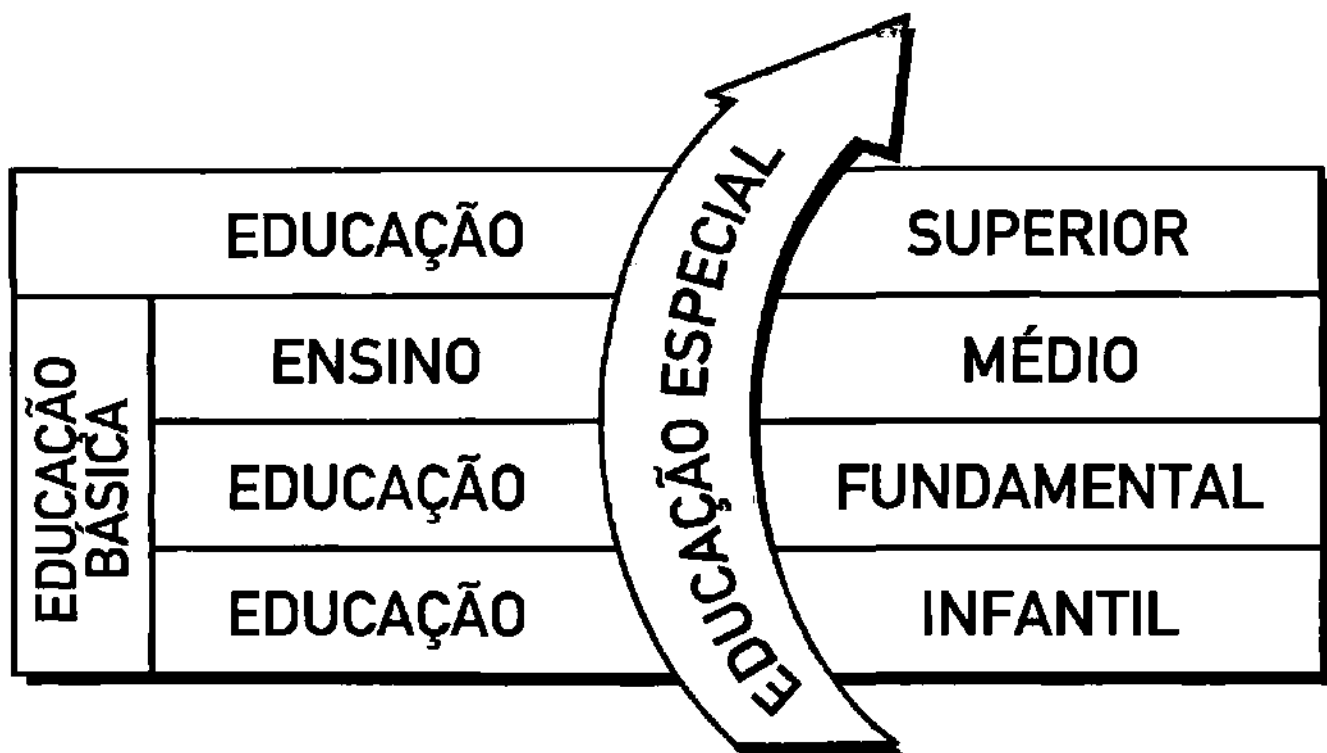 EDUCAÇÃO SUPERIOR
EDUCAÇÃO
BÁSICA
ENSINO MÉDIO
EDUCAÇÃO FUNDAMENTAL
EDUCAÇÃO INFANTIL
EDUCAÇÃO ESPECIAL